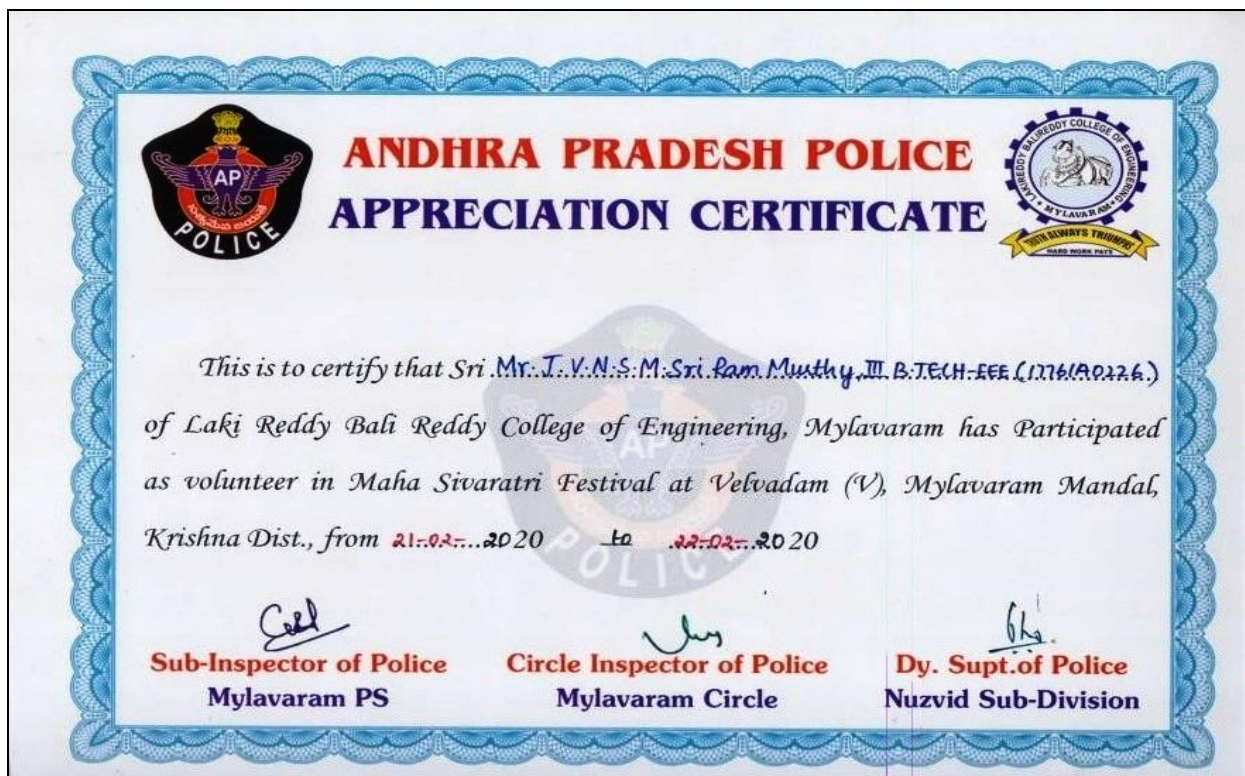 ANDHRA PRADESH POLICE
APPRECIATION CERTIFICATE
AP
POLICE
LAKIREDDY BALIREDDY COLLEGE OF ENGINEERING
MYLAVARAM
TRUTH ALWAYS TRIUMPHS
HARD WORK PAYS
This is to certify that Sri Mr. J.V.N.S.M.Sri Ram Murthy, III B.TECH-EEE (17761A0226)
of Laki Reddy Bali Reddy College of Engineering, Mylavaram has Participated
as volunteer in Maha Sivaratri Festival at Velvadam (V), Mylavaram Mandal,
Krishna Dist., from 21-02-2020 to 22-02-2020
AP
POLICE
Sub-Inspector of Police Circle Inspector of Police Dy. Supt.of Police
Mylavaram PS Mylavaram Circle Nuzvid Sub-Division